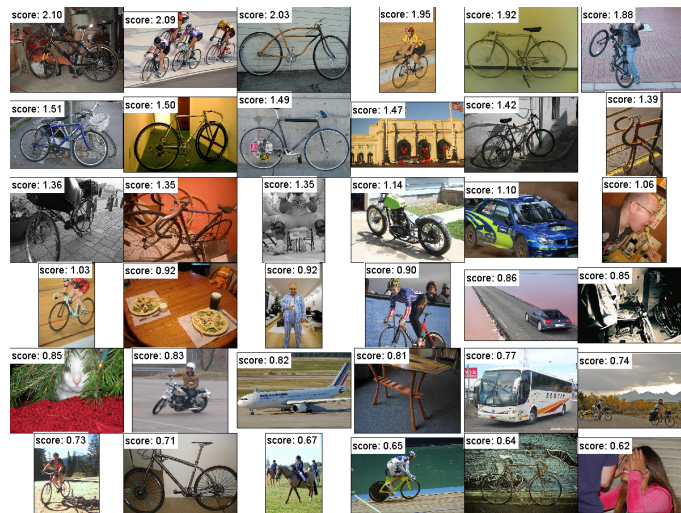 score: 2.10
score: 2.09
score: 2.03
score: 1.95
score: 1.92
score: 1.88
score: 1.51
score: 1.50
score: 1.49
score: 1.47
score: 1.42
score: 1.39
score: 1.36
score: 1.35
score: 1.35
score: 1.14
score: 1.10
score: 1.06
score: 1.03
score: 0.92
score: 0.92
score: 0.90
score: 0.86
score: 0.85
score: 0.85
score: 0.83
score: 0.82
score: 0.81
score: 0.77
score: 0.74
score: 0.73
score: 0.71
score: 0.67
score: 0.65
score: 0.64
score: 0.62